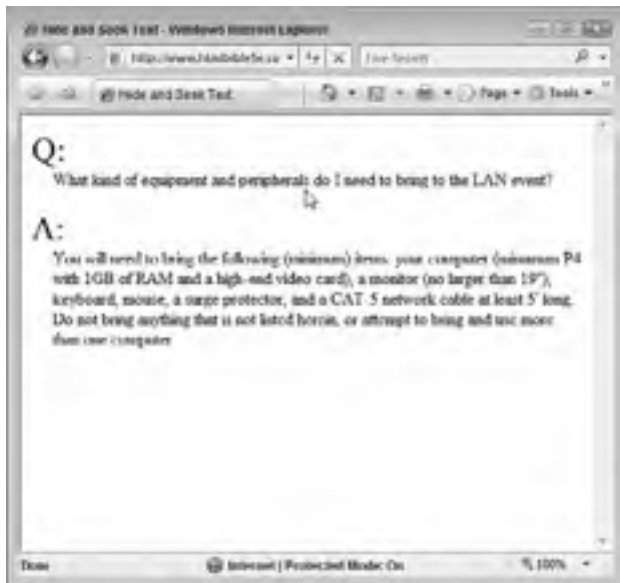 Hide and Seek Text - Windows Internet Explorer
Live Search
Hide and Seek Text
Page
Tools
Q:
What kind of equipment and peripherals do I need to bring to the LAN event?
A:
You will need to bring the following (minimum) items: your computer (minimum P4
with 1GB of RAM and a high-end video card), a monitor (no larger than 19"),
keyboard, mouse, a surge protector, and a CAT 5 network cable at least 5' long.
Do not bring anything that is not listed herein, or attempt to bring and use more
than one computer
Done
Internet | Protected Mode: On
100%